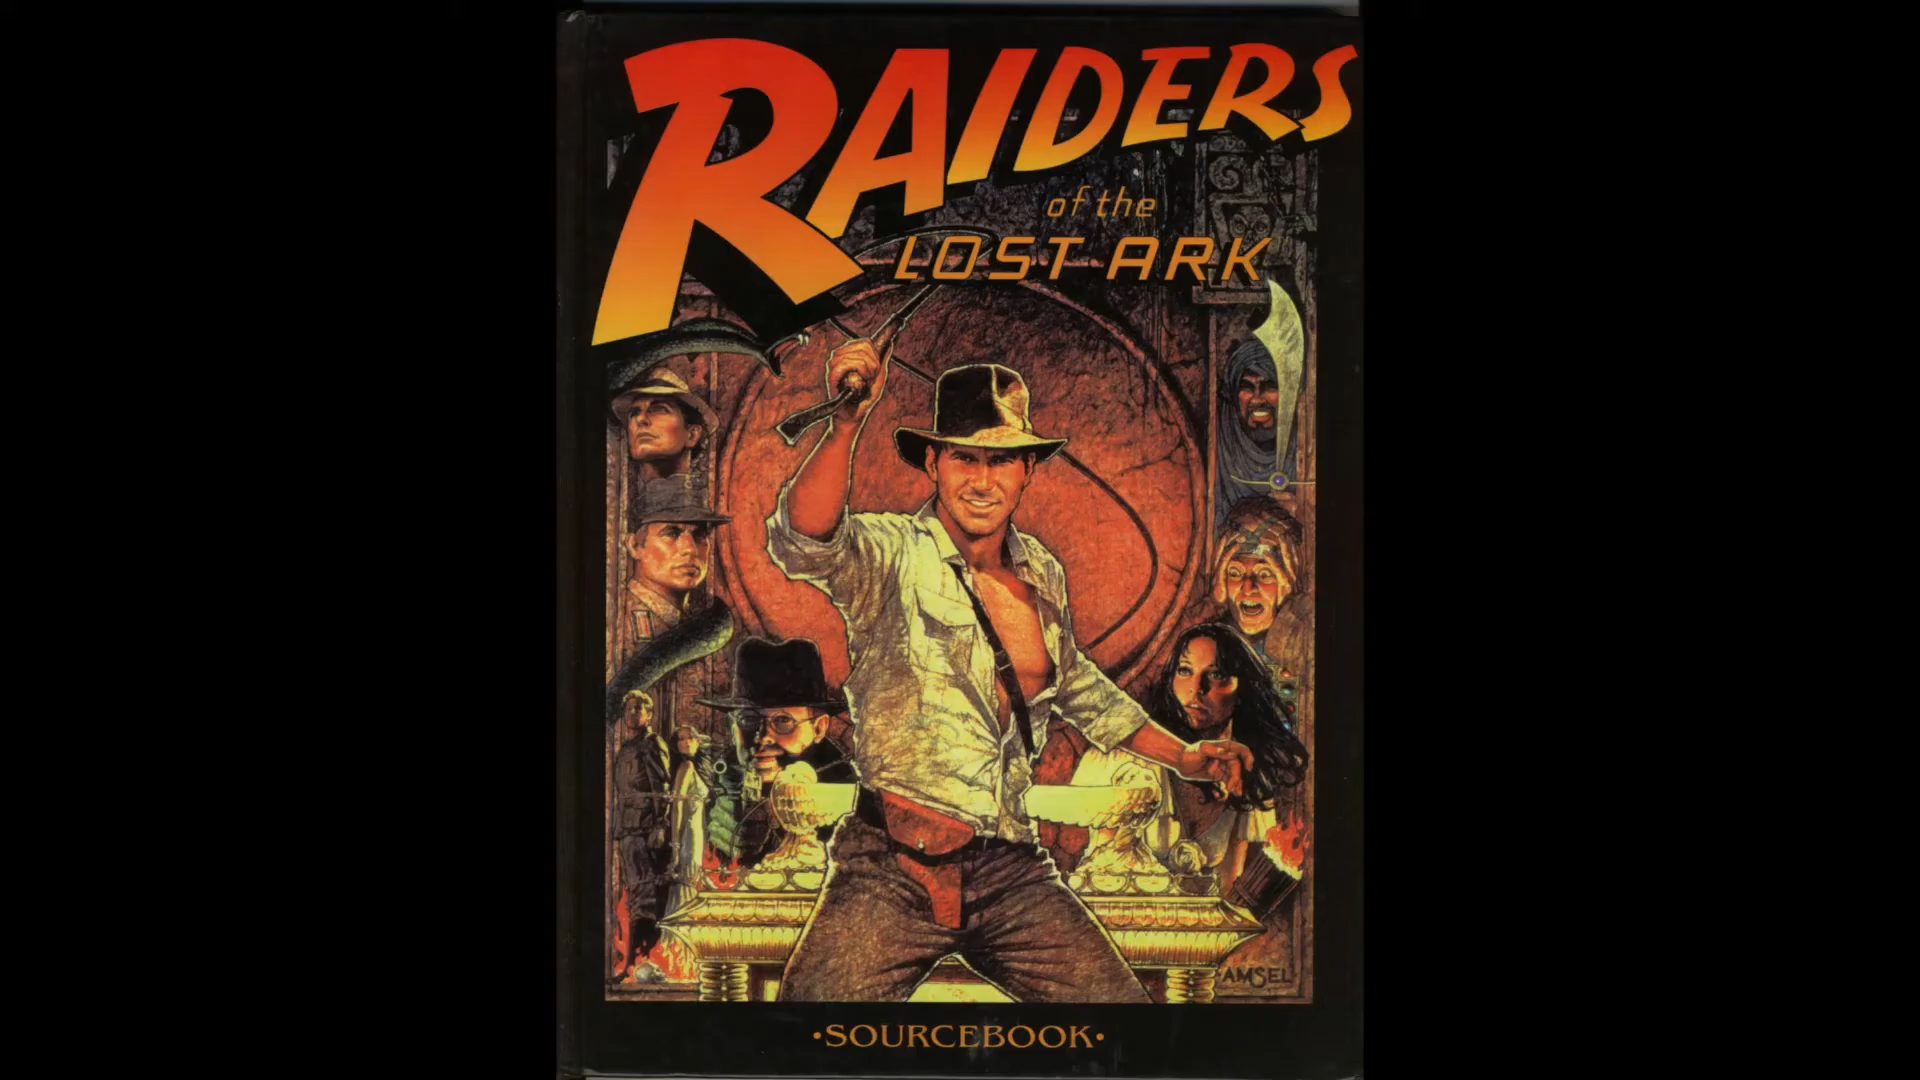 RAIDERS
of the
LOST ARK
AMSEL
•SOURCEBOOK•